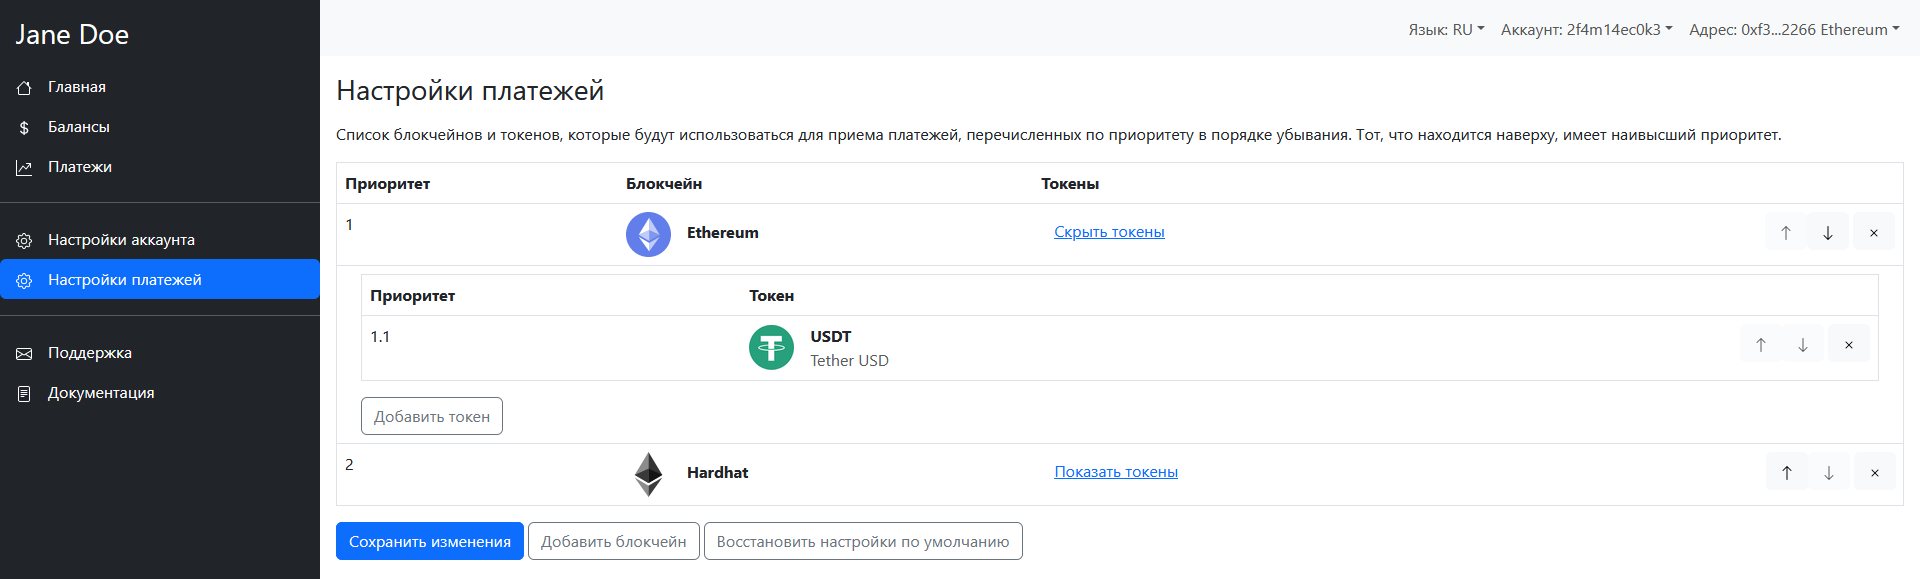 Jane Doe
Главная
Балансы
Платежи
Настройки аккаунта
Настройки платежей
Поддержка
Документация
Язык: RU
Аккаунт: 2f4m14ec0k3
Адрес: 0xf3...2266 Ethereum
Настройки платежей
Список блокчейнов и токенов, которые будут использоваться для приема платежей, перечисленных по приоритету в порядке убывания. Тот, что находится наверху, имеет наивысший приоритет.
Приоритет Блокчейн Токены
1 Ethereum Скрыть токены
Приоритет Токен
1.1 USDT
Tether USD
Добавить токен
2 Hardhat Показать токены
Сохранить изменения Добавить блокчейн Восстановить настройки по умолчанию